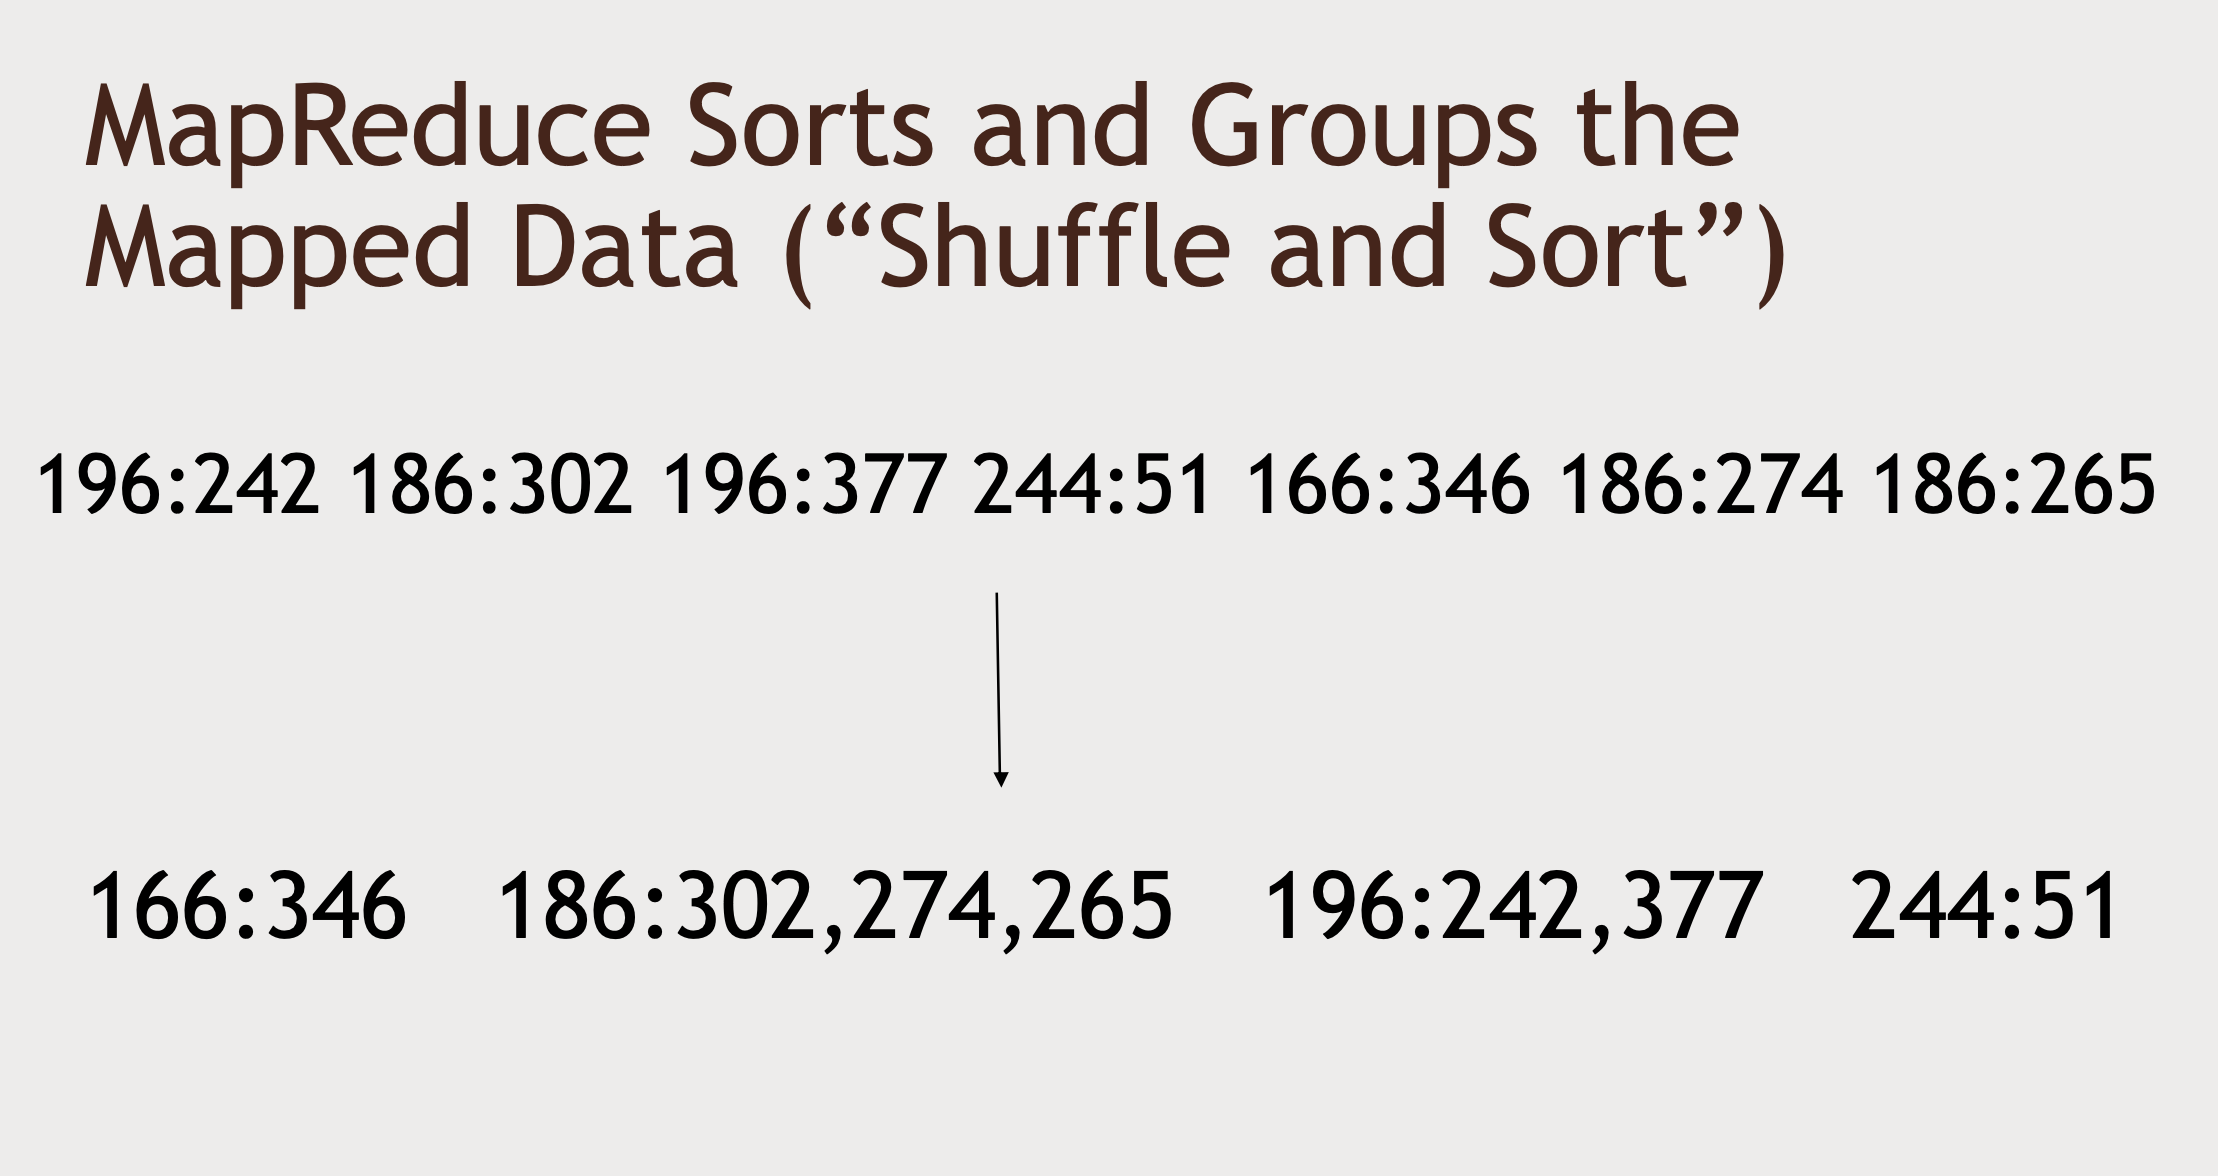 MapReduce Sorts and Groups the
Mapped Data (“Shuffle and Sort”)
196:242 186:302 196:377 244:51 166:346 186:274 186:265
166:346 186:302,274,265 196:242,377 244:51